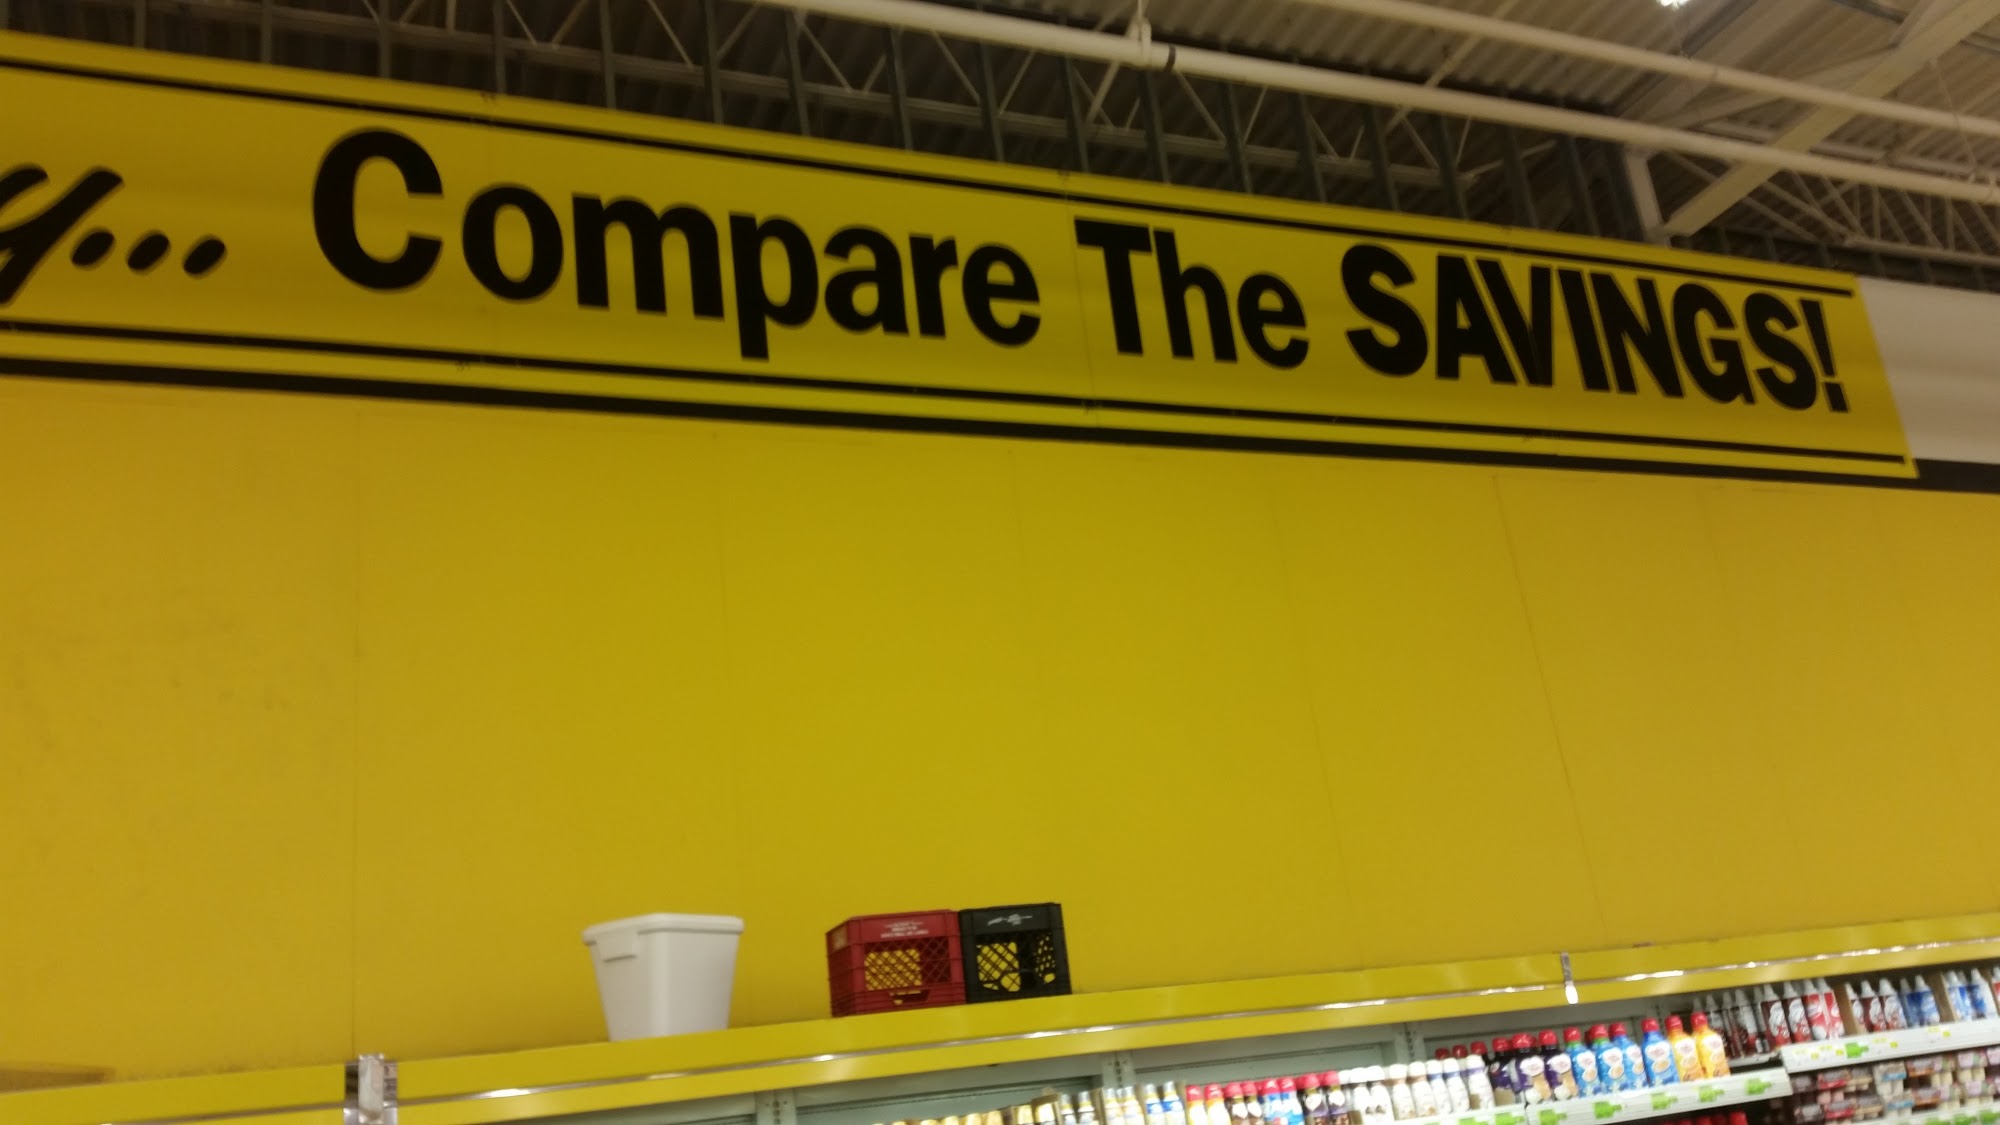 y... Compare The SAVINGS!